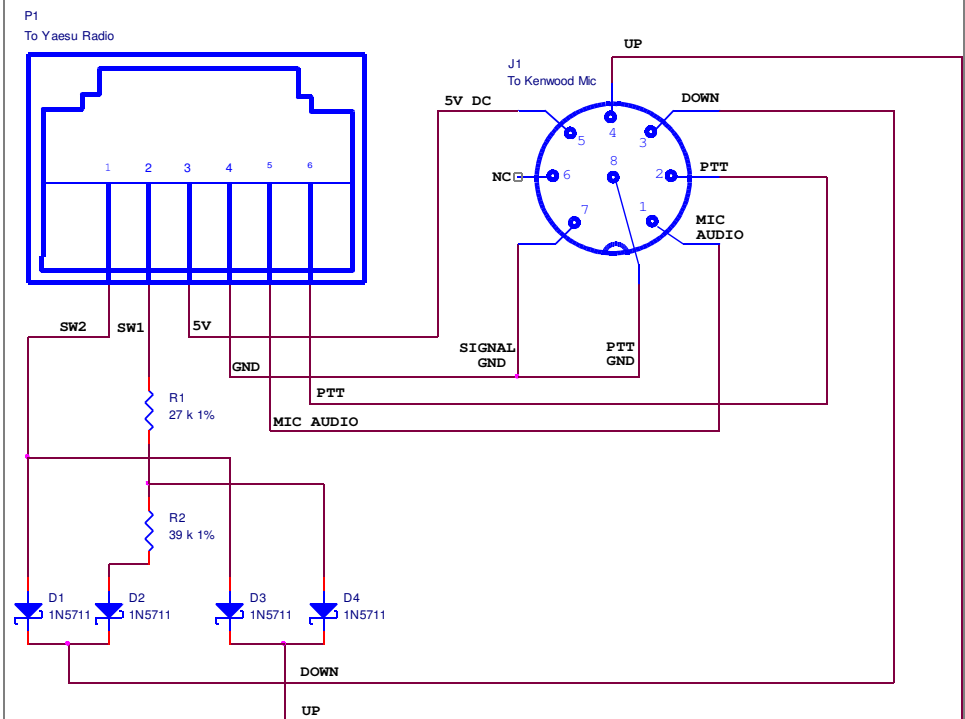 P1
To Yaesu Radio
UP
J1
To Kenwood Mic
5V DC
DOWN
4
5
3
1 2 3 4 5 6
8
PTT
NC
6
2
7
1
MIC
AUDIO
SW2
SW1
5V
SIGNAL
GND
PTT
GND
GND
PTT
R1
27 k 1%
MIC AUDIO
R2
39 k 1%
D1
1N5711
D2
1N5711
D3
1N5711
D4
1N5711
DOWN
UP